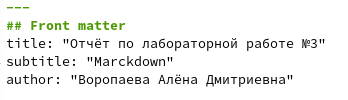 ---
## Front matter
title: "Отчёт по лабораторной работе №3"
subtitle: "Marckdown"
author: "Воропаева Алёна Дмитриевна"